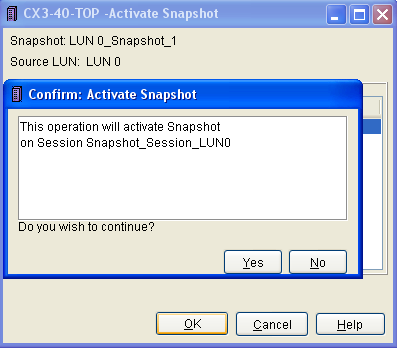 CX3-40-TOP -Activate Snapshot
Snapshot: LUN 0_Snapshot_1
Source LUN: LUN 0
Confirm: Activate Snapshot
This operation will activate Snapshot
on Session Snapshot_Session_LUN0
Do you wish to continue?
Yes No
OK Cancel Help